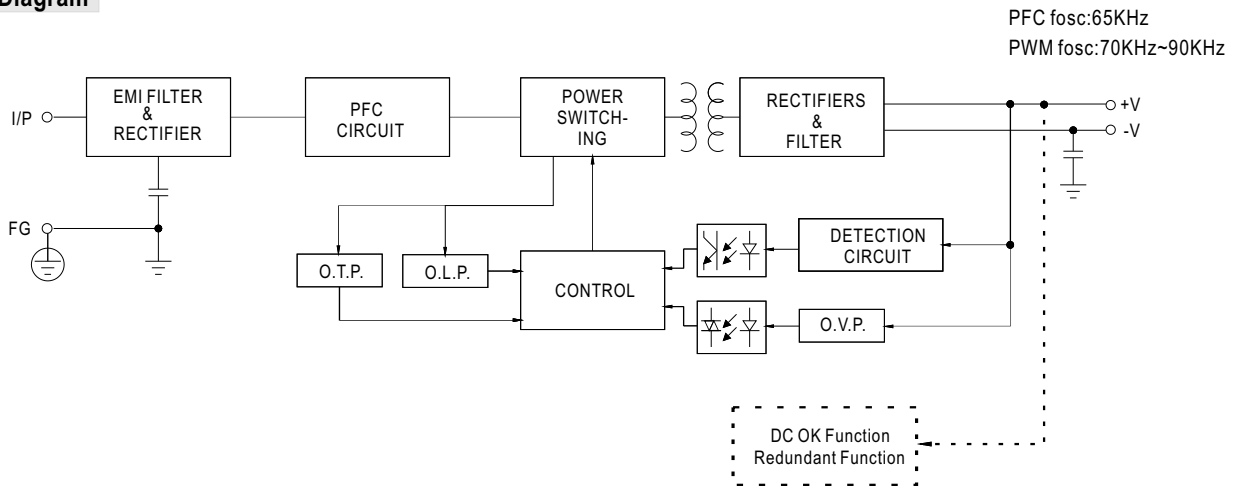 Diagram
PFC fosc:65KHz
PWM fosc:70KHz~90KHz
I/P
EMI FILTER
&
RECTIFIER
PFC
CIRCUIT
POWER
SWITCH-
ING
RECTIFIERS
&
FILTER
+V
-V
FG
O.T.P.
O.L.P.
CONTROL
DETECTION
CIRCUIT
O.V.P.
DC OK Function
Redundant Function